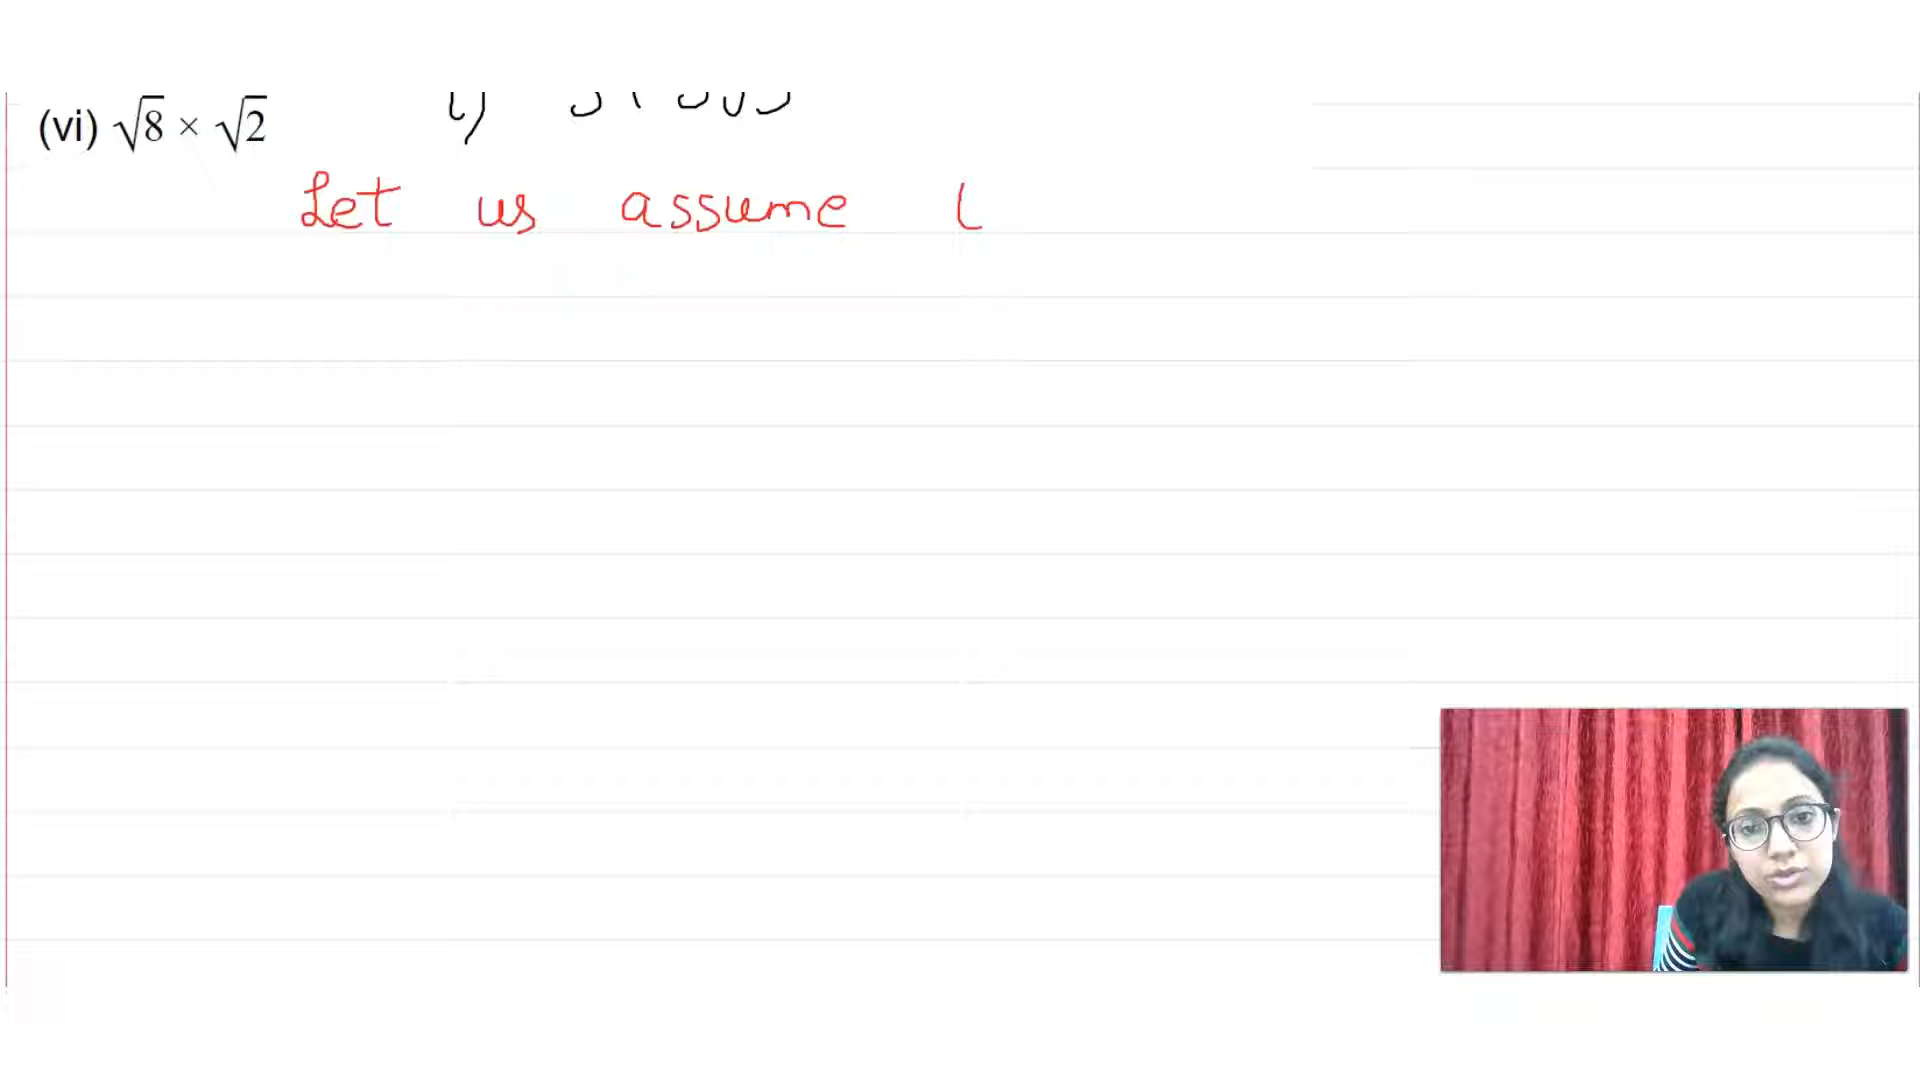 (vi) √8 × √2
Let us assume